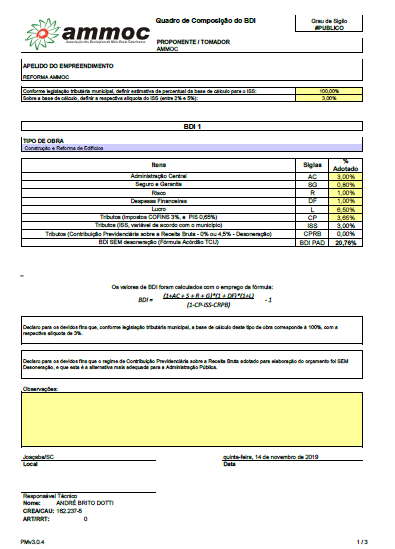 ammoc
Associação dos Municípios do Meio Oeste Catarinense
Quadro de Composição do BDI
Grau de Sigilo
#PUBLICO
PROPONENTE / TOMADOR
AMMOC
APELIDO DO EMPREENDIMENTO
REFORMA AMMOC
Conforme legislação tributária municipal, definir estimativa de percentual da base de cálculo para o ISS: 100,00%
Sobre a base de cálculo, definir a respectiva alíquota do ISS (entre 2% e 5%): 3,00%
BDI 1
TIPO DE OBRA
Construção e Reforma de Edifícios
Itens Siglas % Adotado
Administração Central AC 3,00%
Seguro e Garantia SG 0,80%
Risco R 1,00%
Despesas Financeiras DF 1,00%
Lucro L 6,50%
Tributos (impostos COFINS 3%, e PIS 0,65%) CP 3,65%
Tributos (ISS, variável de acordo com o município) ISS 3,00%
Tributos (Contribuição Previdenciária sobre a Receita Bruta - 0% ou 4,5% - Desoneração) CPRB 0,00%
BDI SEM desoneração (Fórmula Acórdão TCU) BDI PAD 20,76%
Os valores de BDI foram calculados com o emprego da fórmula:
BDI = (1+AC + S + R + G)*(1 + DF)*(1+L) - 1
(1-CP-ISS-CRPB)
Declaro para os devidos fins que, conforme legislação tributária municipal, a base de cálculo deste tipo de obra corresponde à 100%, com a
respectiva alíquota de 3%.
Declaro para os devidos fins que o regime de Contribuição Previdenciária sobre a Receita Bruta adotado para elaboração do orçamento foi SEM
Desoneração, e que esta é a alternativa mais adequada para a Administração Pública.
Observações:
Joaçaba/SC quinta-feira, 14 de novembro de 2019
Local Data
Responsável Técnico
Nome: ANDRÉ BRITO DOTTI
CREA/CAU: 162.237-5
ART/RRT: 0
PMv3.0.4 1 / 3